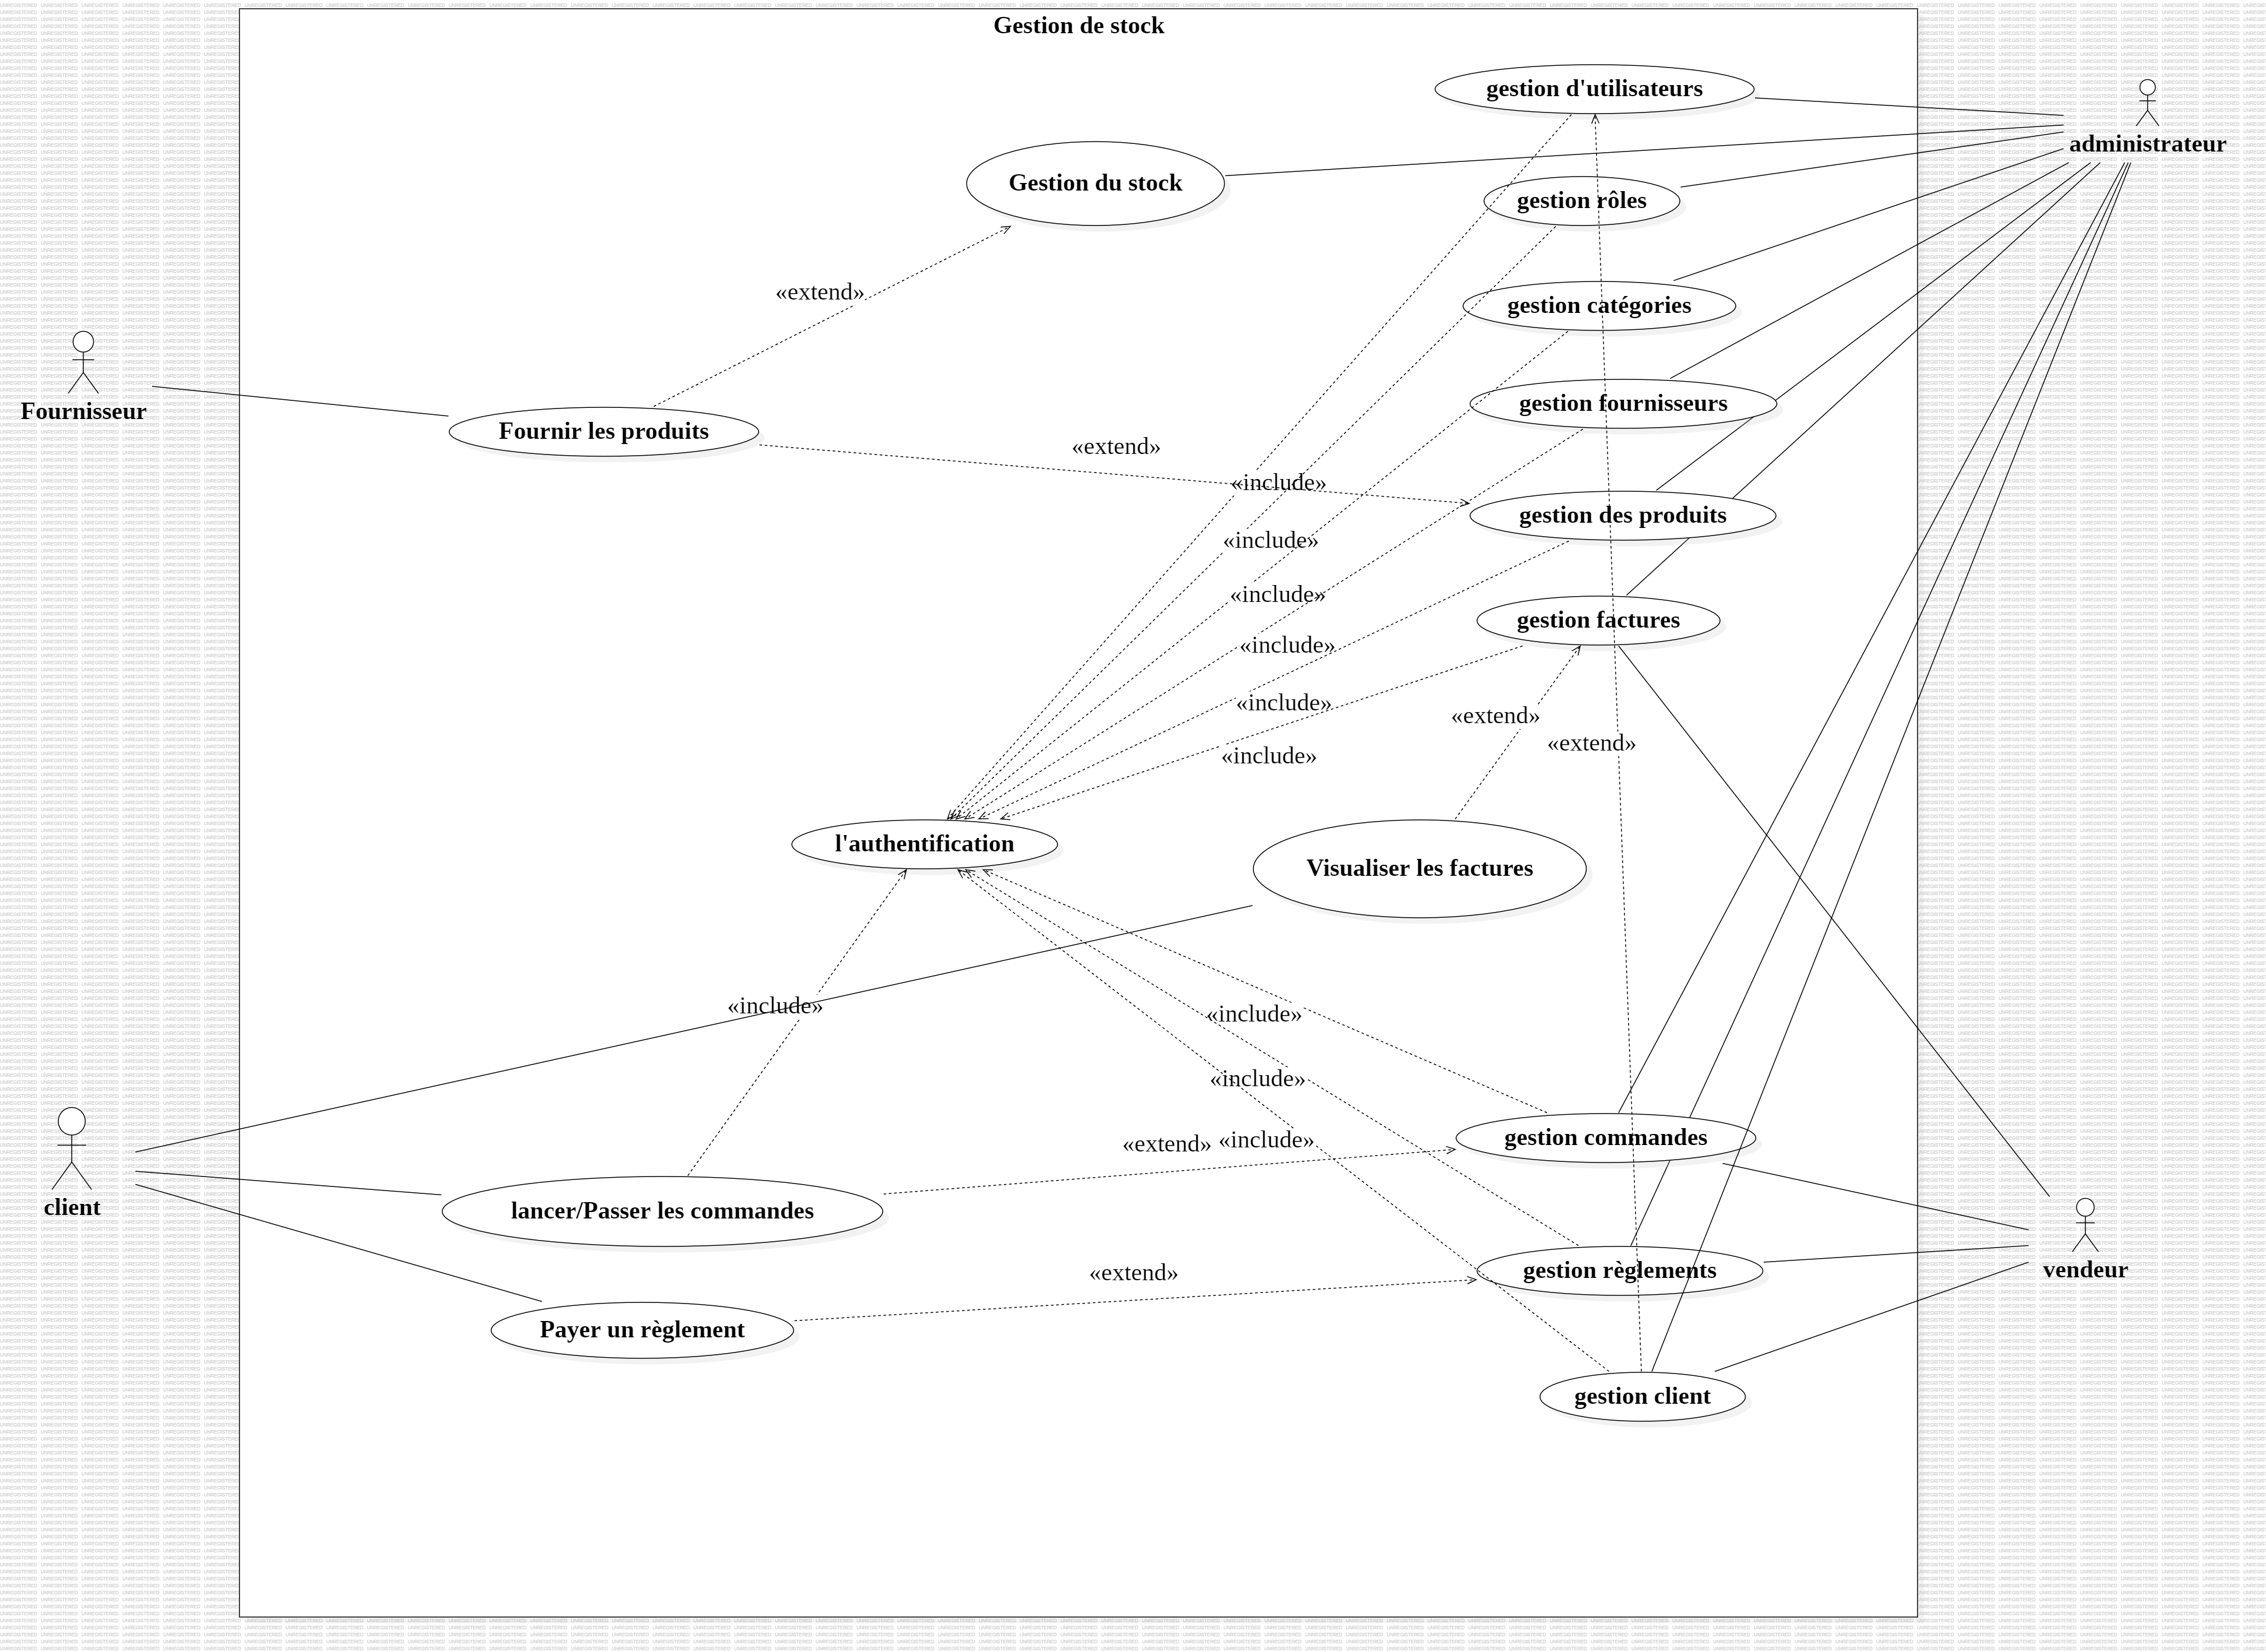 Gestion de stock
gestion d'utilisateurs
administrateur
Gestion du stock
gestion rôles
«extend»
gestion catégories
Fournisseur
gestion fournisseurs
Fournir les produits
«extend»
«include»
gestion des produits
«include»
«include»
gestion factures
«include»
«include»
«extend»
«extend»
«include»
l'authentification
Visualiser les factures
«include»
«include»
«include»
gestion commandes
«extend»
«include»
client
lancer/Passer les commandes
vendeur
gestion règlements
«extend»
Payer un règlement
gestion client
UNREGISTERED